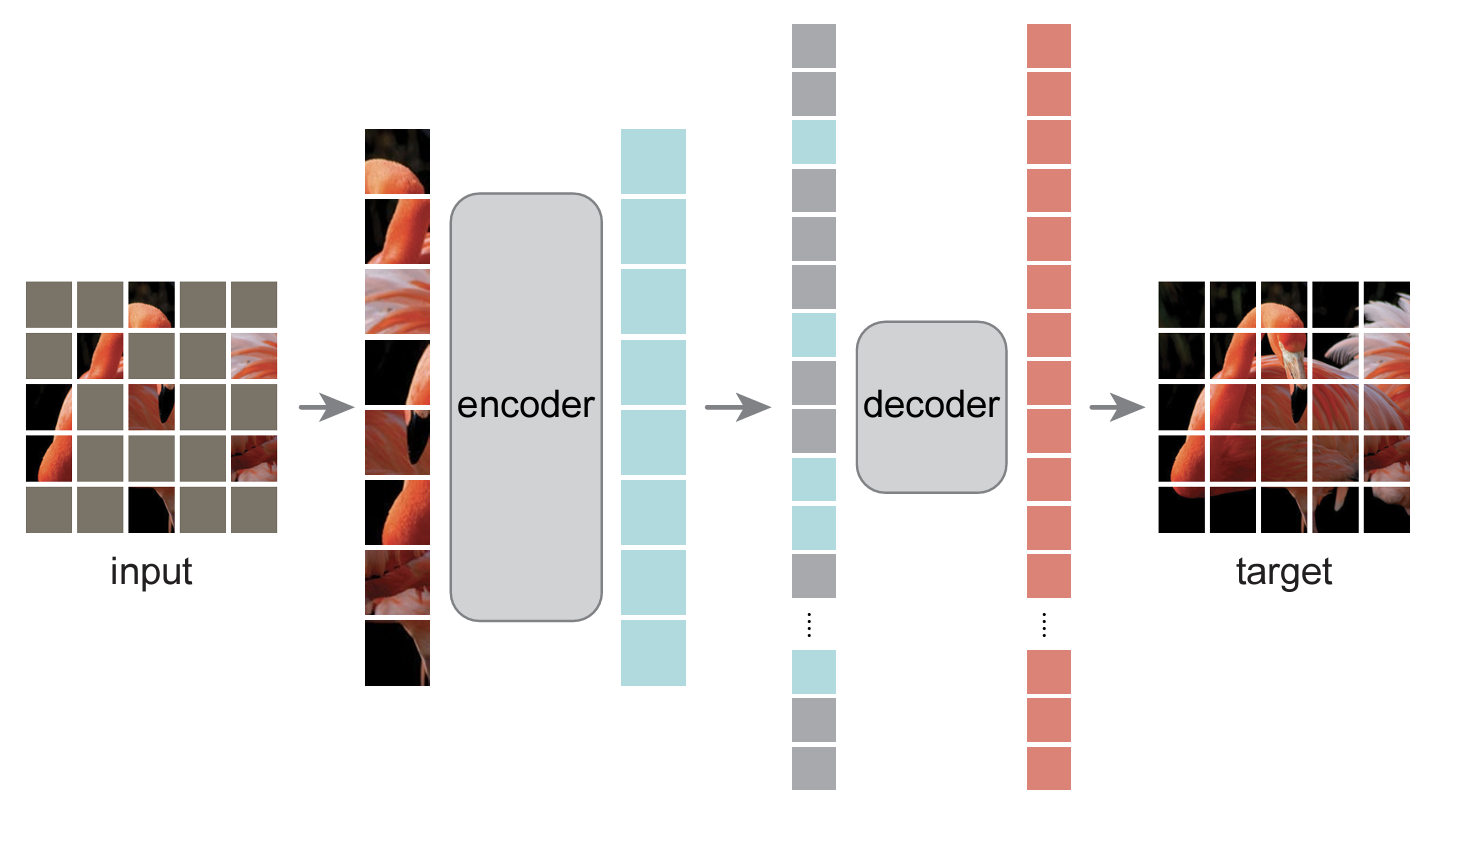 input
encoder
decoder
target